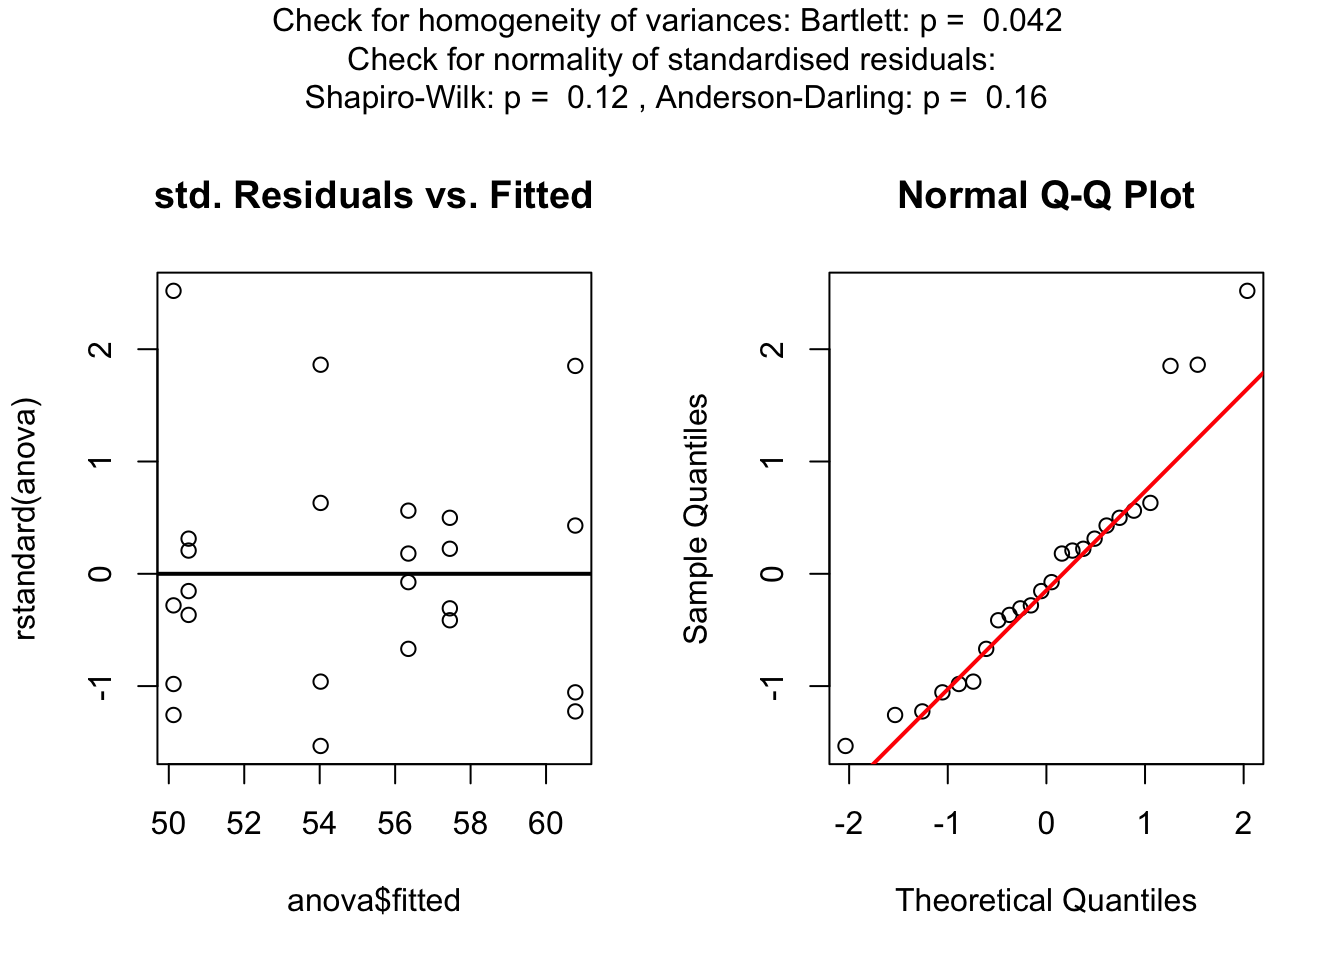 Check for homogeneity of variances: Bartlett: p =  0.042
Check for normality of standardised residuals:
Shapiro-Wilk: p =  0.12 , Anderson-Darling: p =  0.16
std. Residuals vs. Fitted
rstandard(anova)
2
1
0
-1
50 52 54 56 58 60
anova$fitted
Normal Q-Q Plot
Sample Quantiles
2
1
0
-1
-2 -1 0 1 2
Theoretical Quantiles